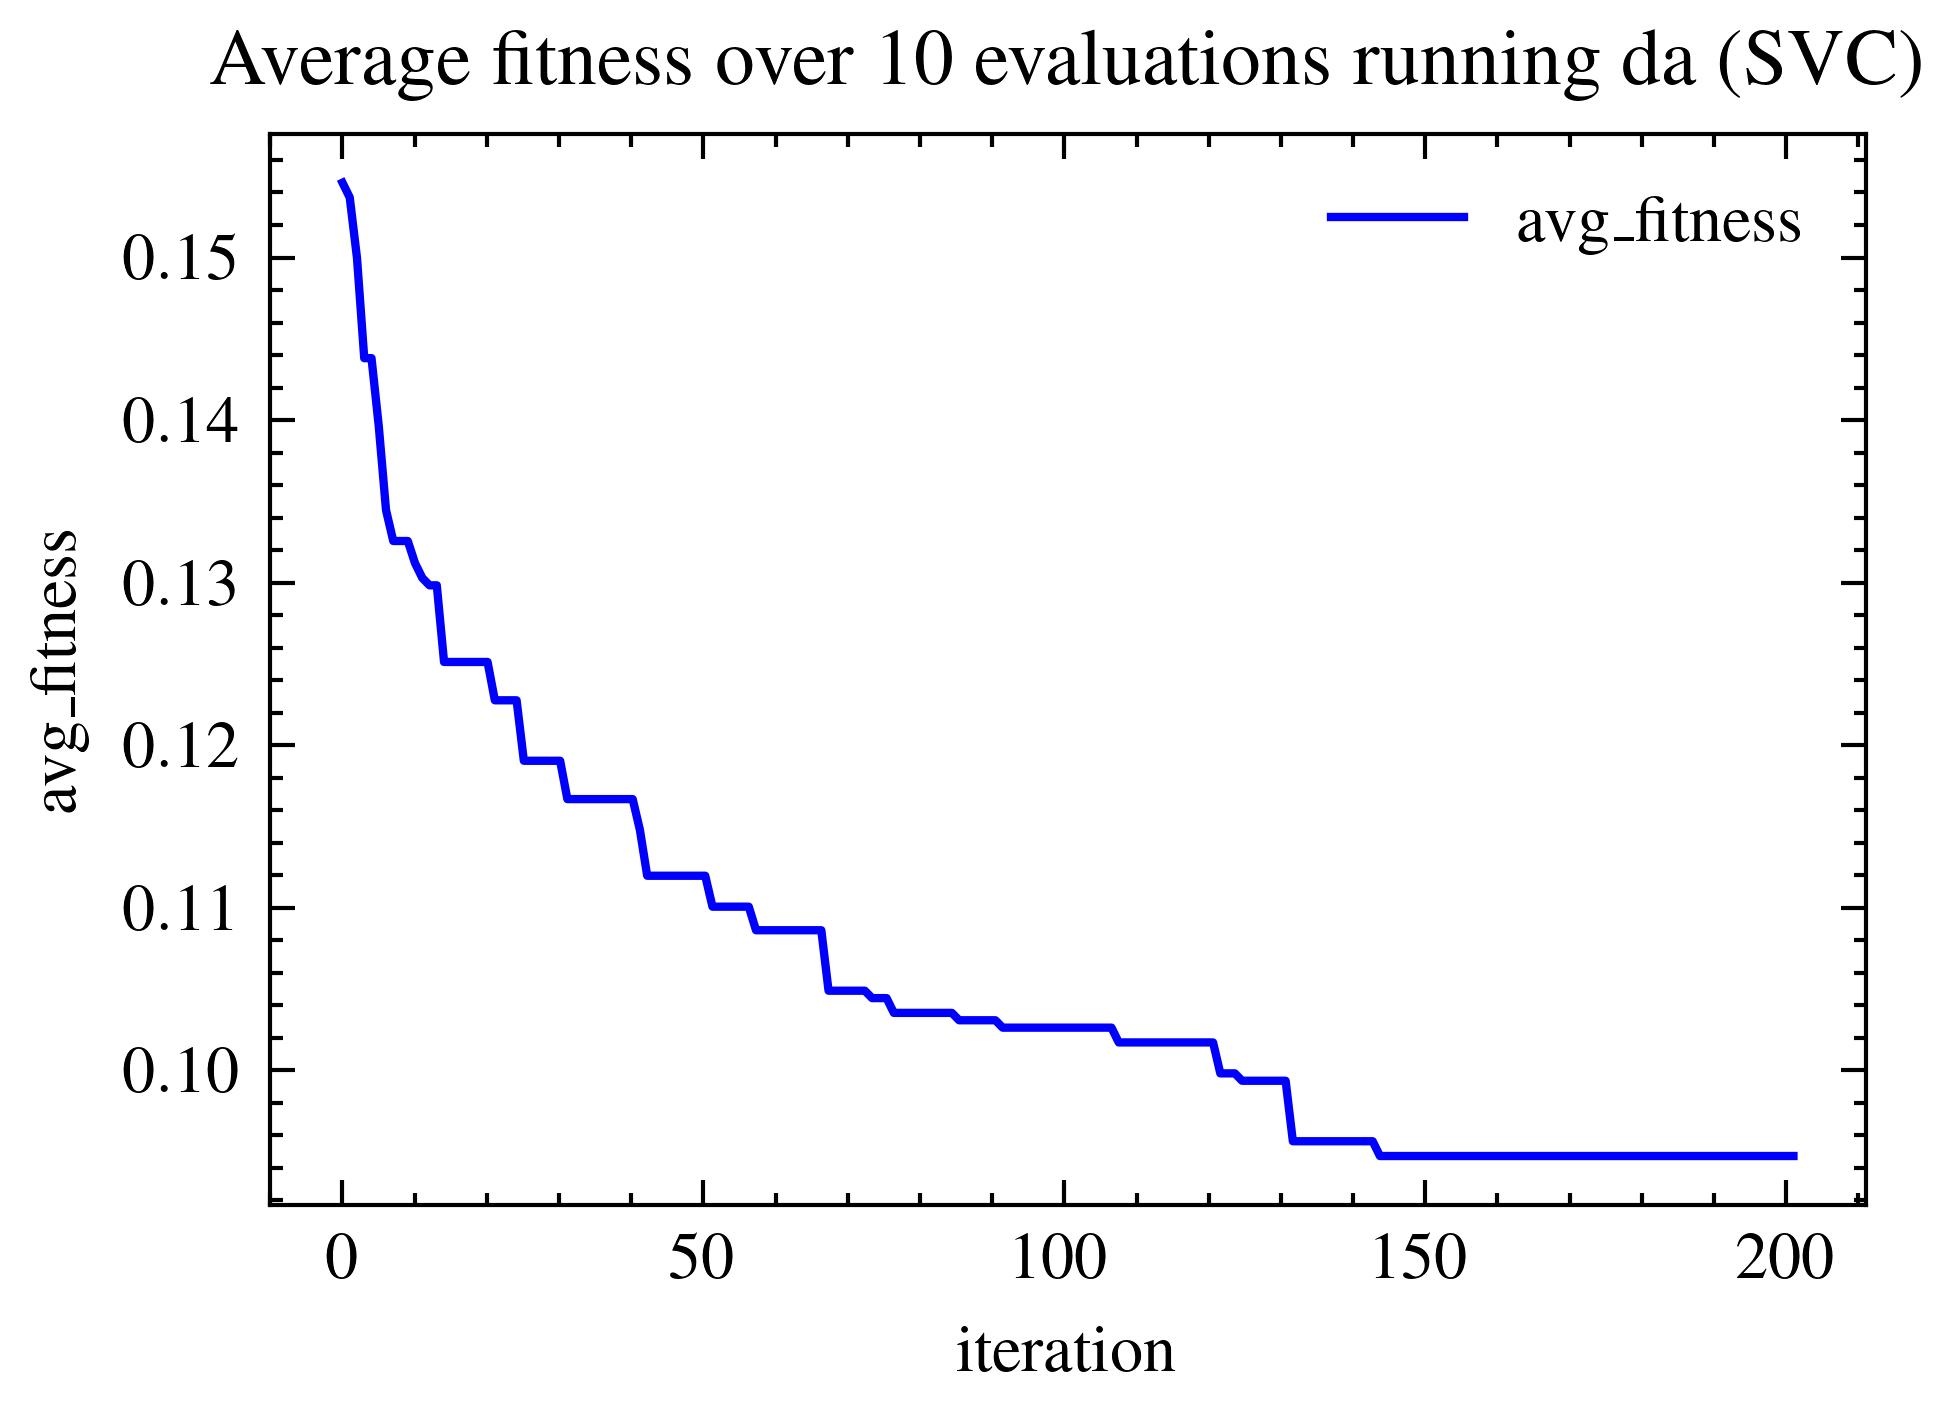 Average fitness over 10 evaluations running da (SVC)
avg_fitness
0.15
0.14
0.13
0.12
0.11
0.10
avg_fitness
0 50 100 150 200
iteration